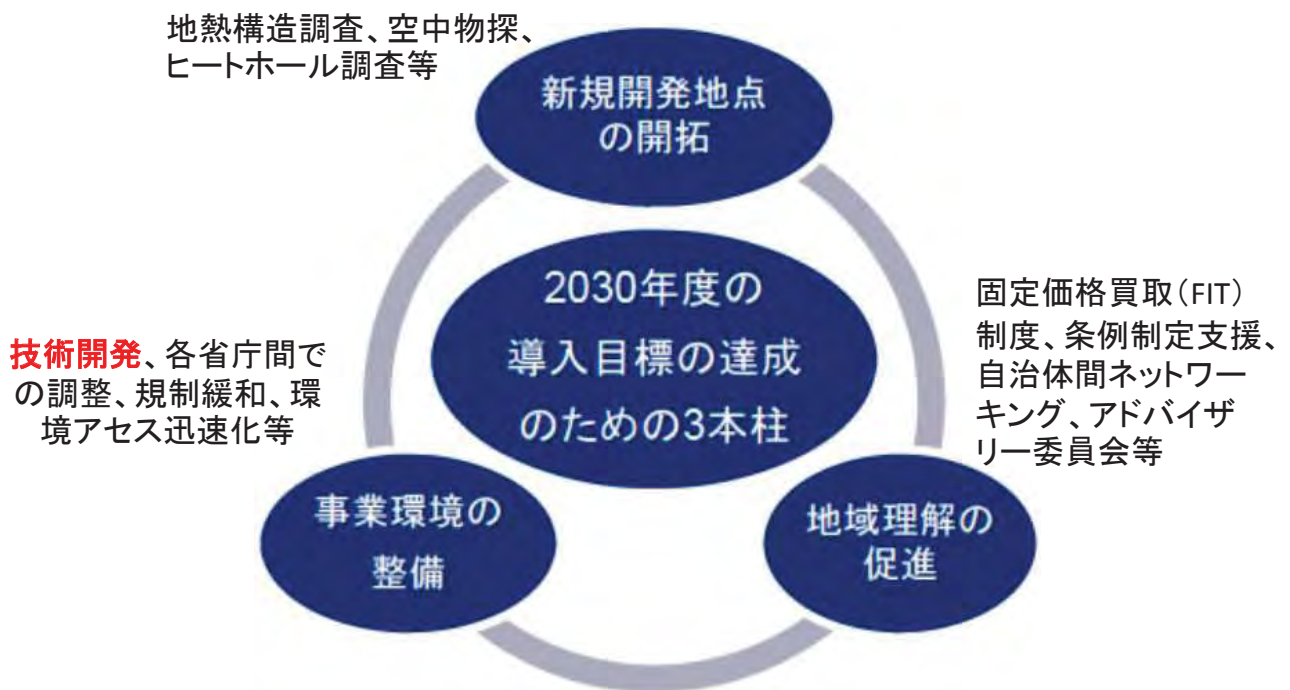 地熱構造調査、空中物探、
ヒートホール調査等
新規開発地点
の開拓
2030年度の
導入目標の達成
のための3本柱
固定価格買取（FIT）
制度、条例制定支援、
自治体間ネットワー
キング、アドバイザ
リー委員会等
技術開発、各省庁間で
の調整、規制緩和、環
境アセス迅速化等
事業環境の
整備
地域理解の
促進